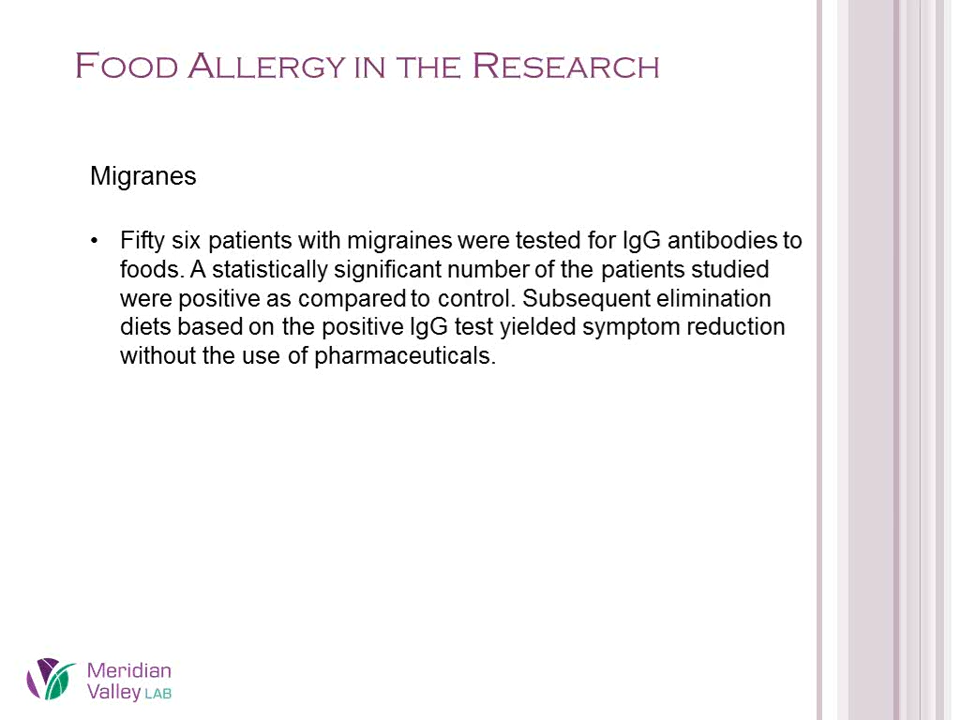 Food Allergy in the Research
Migranes
• Fifty six patients with migraines were tested for IgG antibodies to
foods. A statistically significant number of the patients studied
were positive as compared to control. Subsequent elimination
diets based on the positive IgG test yielded symptom reduction
without the use of pharmaceuticals.
Meridian
Valley LAB